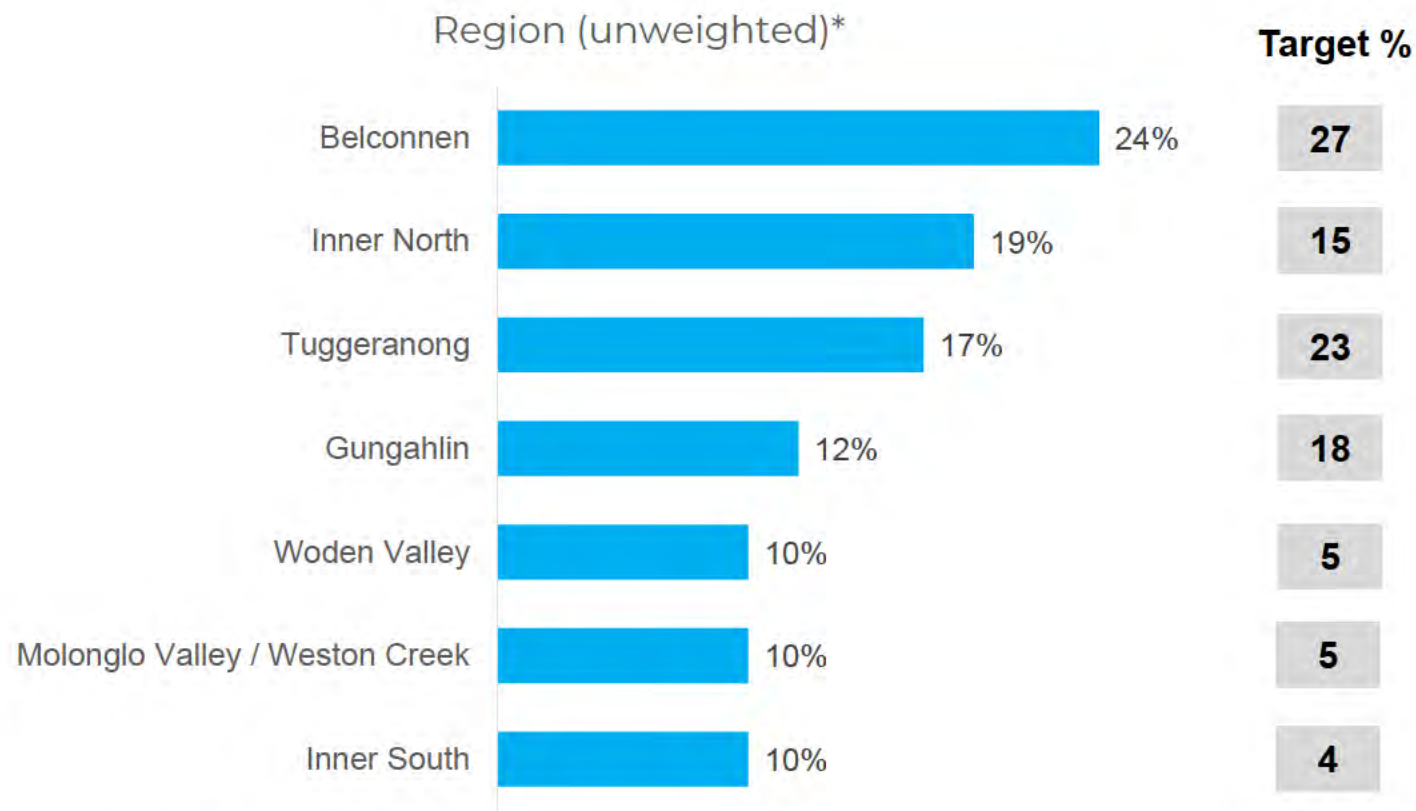 Region (unweighted)*
Target %
Belconnen 24% 27
Inner North 19% 15
Tuggeranong 17% 23
Gungahlin 12% 18
Woden Valley 10% 5
Molonglo Valley / Weston Creek 10% 5
Inner South 10% 4